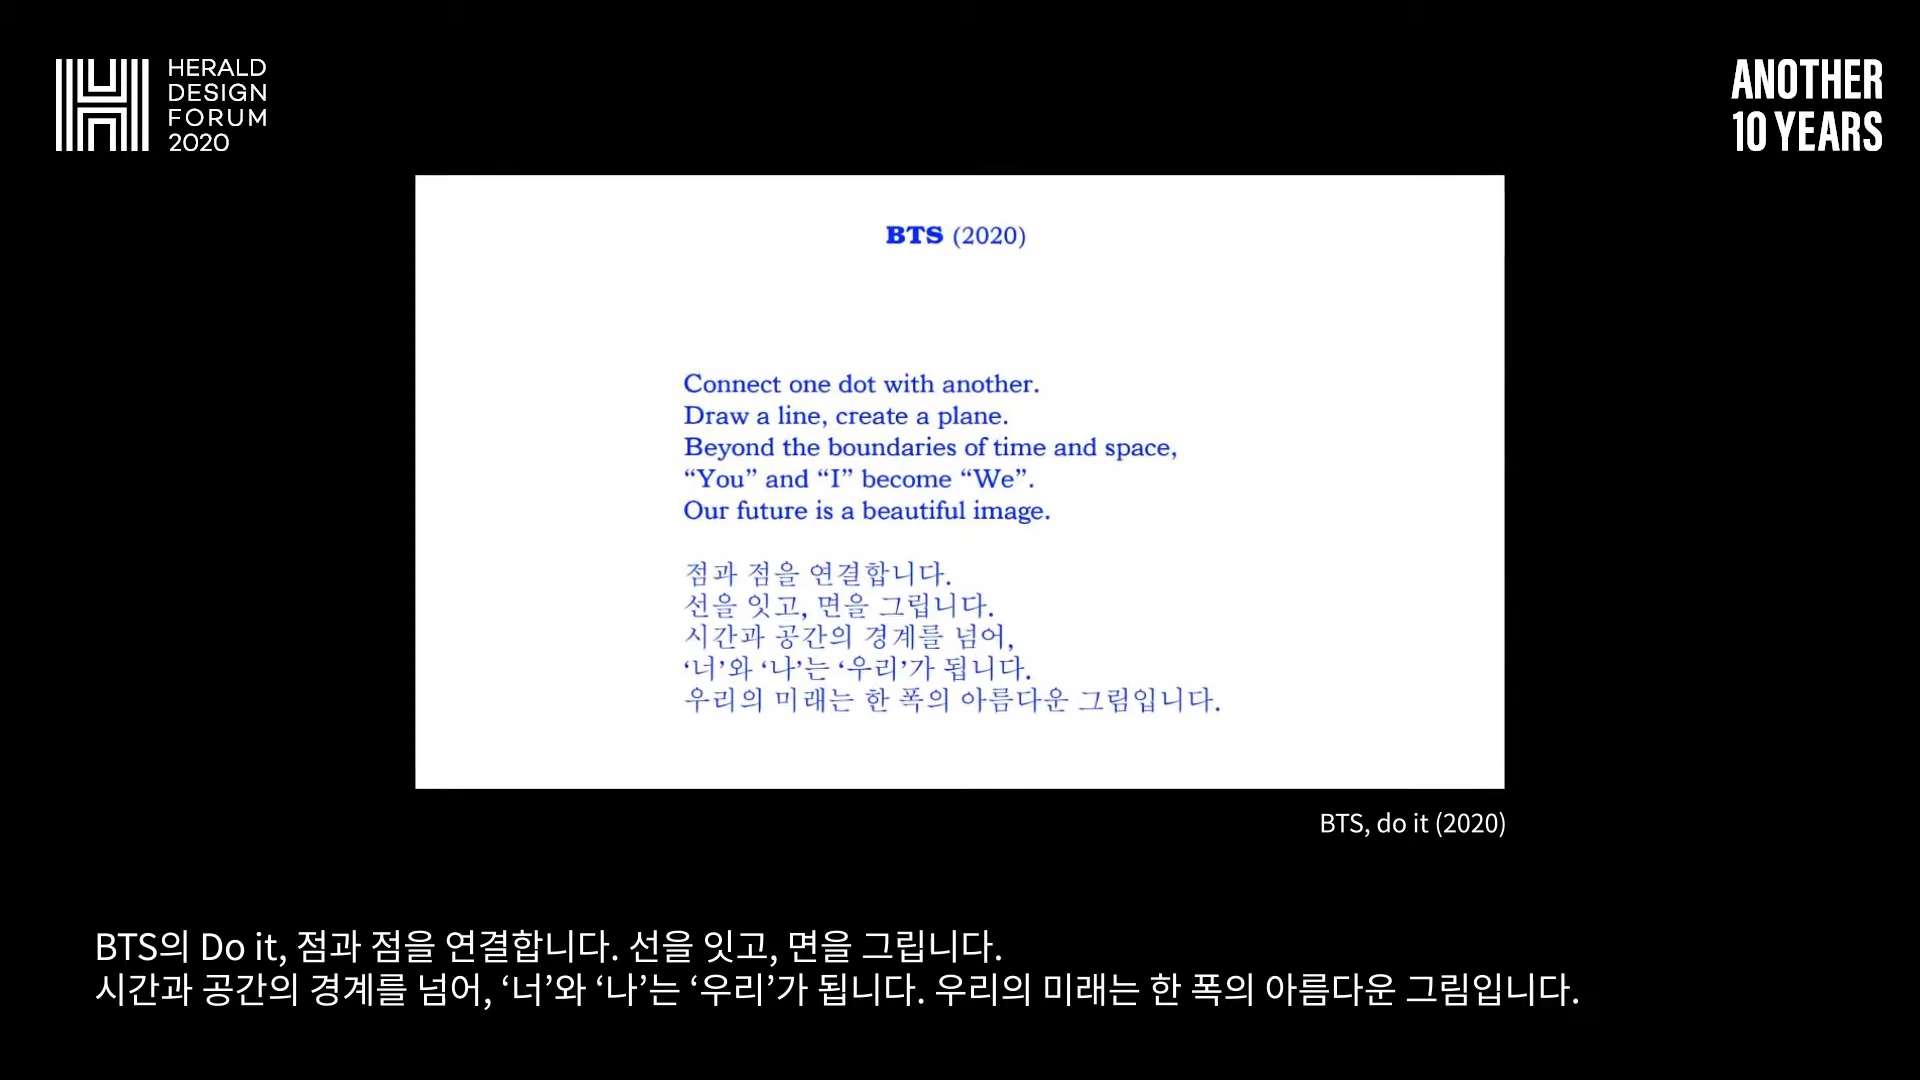 HERALD
DESIGN
FORUM
2020
ANOTHER
10 YEARS
BTS (2020)
Connect one dot with another.
Draw a line, create a plane.
Beyond the boundaries of time and space,
“You” and “I” become “We”.
Our future is a beautiful image.
점과 점을 연결합니다.
선을 잇고, 면을 그립니다.
시간과 공간의 경계를 넘어,
‘너’와 ‘나’는 ‘우리’가 됩니다.
우리의 미래는 한 폭의 아름다운 그림입니다.
BTS, do it (2020)
BTS의 Do it, 점과 점을 연결합니다. 선을 잇고, 면을 그립니다.
시간과 공간의 경계를 넘어, ‘너’와 ‘나’는 ‘우리’가 됩니다. 우리의 미래는 한 폭의 아름다운 그림입니다.